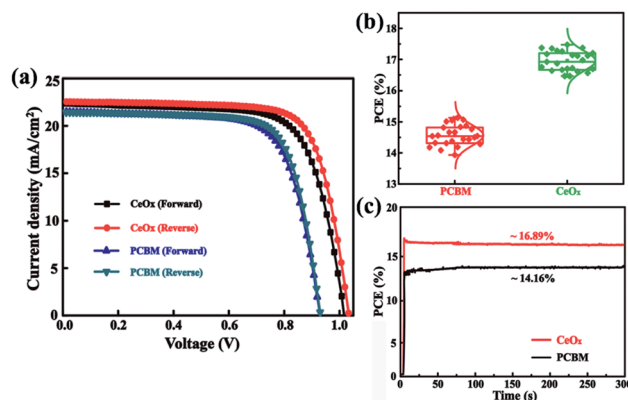 (a)
25
20
15
10
5
0
Current density (mA/cm²)
CeOx (Forward)
CeOx (Reverse)
PCBM (Forward)
PCBM (Reverse)
0.0 0.2 0.4 0.6 0.8 1.0
Voltage (V)
(b)
18
17
16
15
14
13
PCE (%)
PCBM CeOₓ
(c)
20
15
10
5
0
PCE (%)
~ 16.89%
~ 14.16%
CeOₓ
PCBM
0 50 100 150 200 250 300
Time (s)